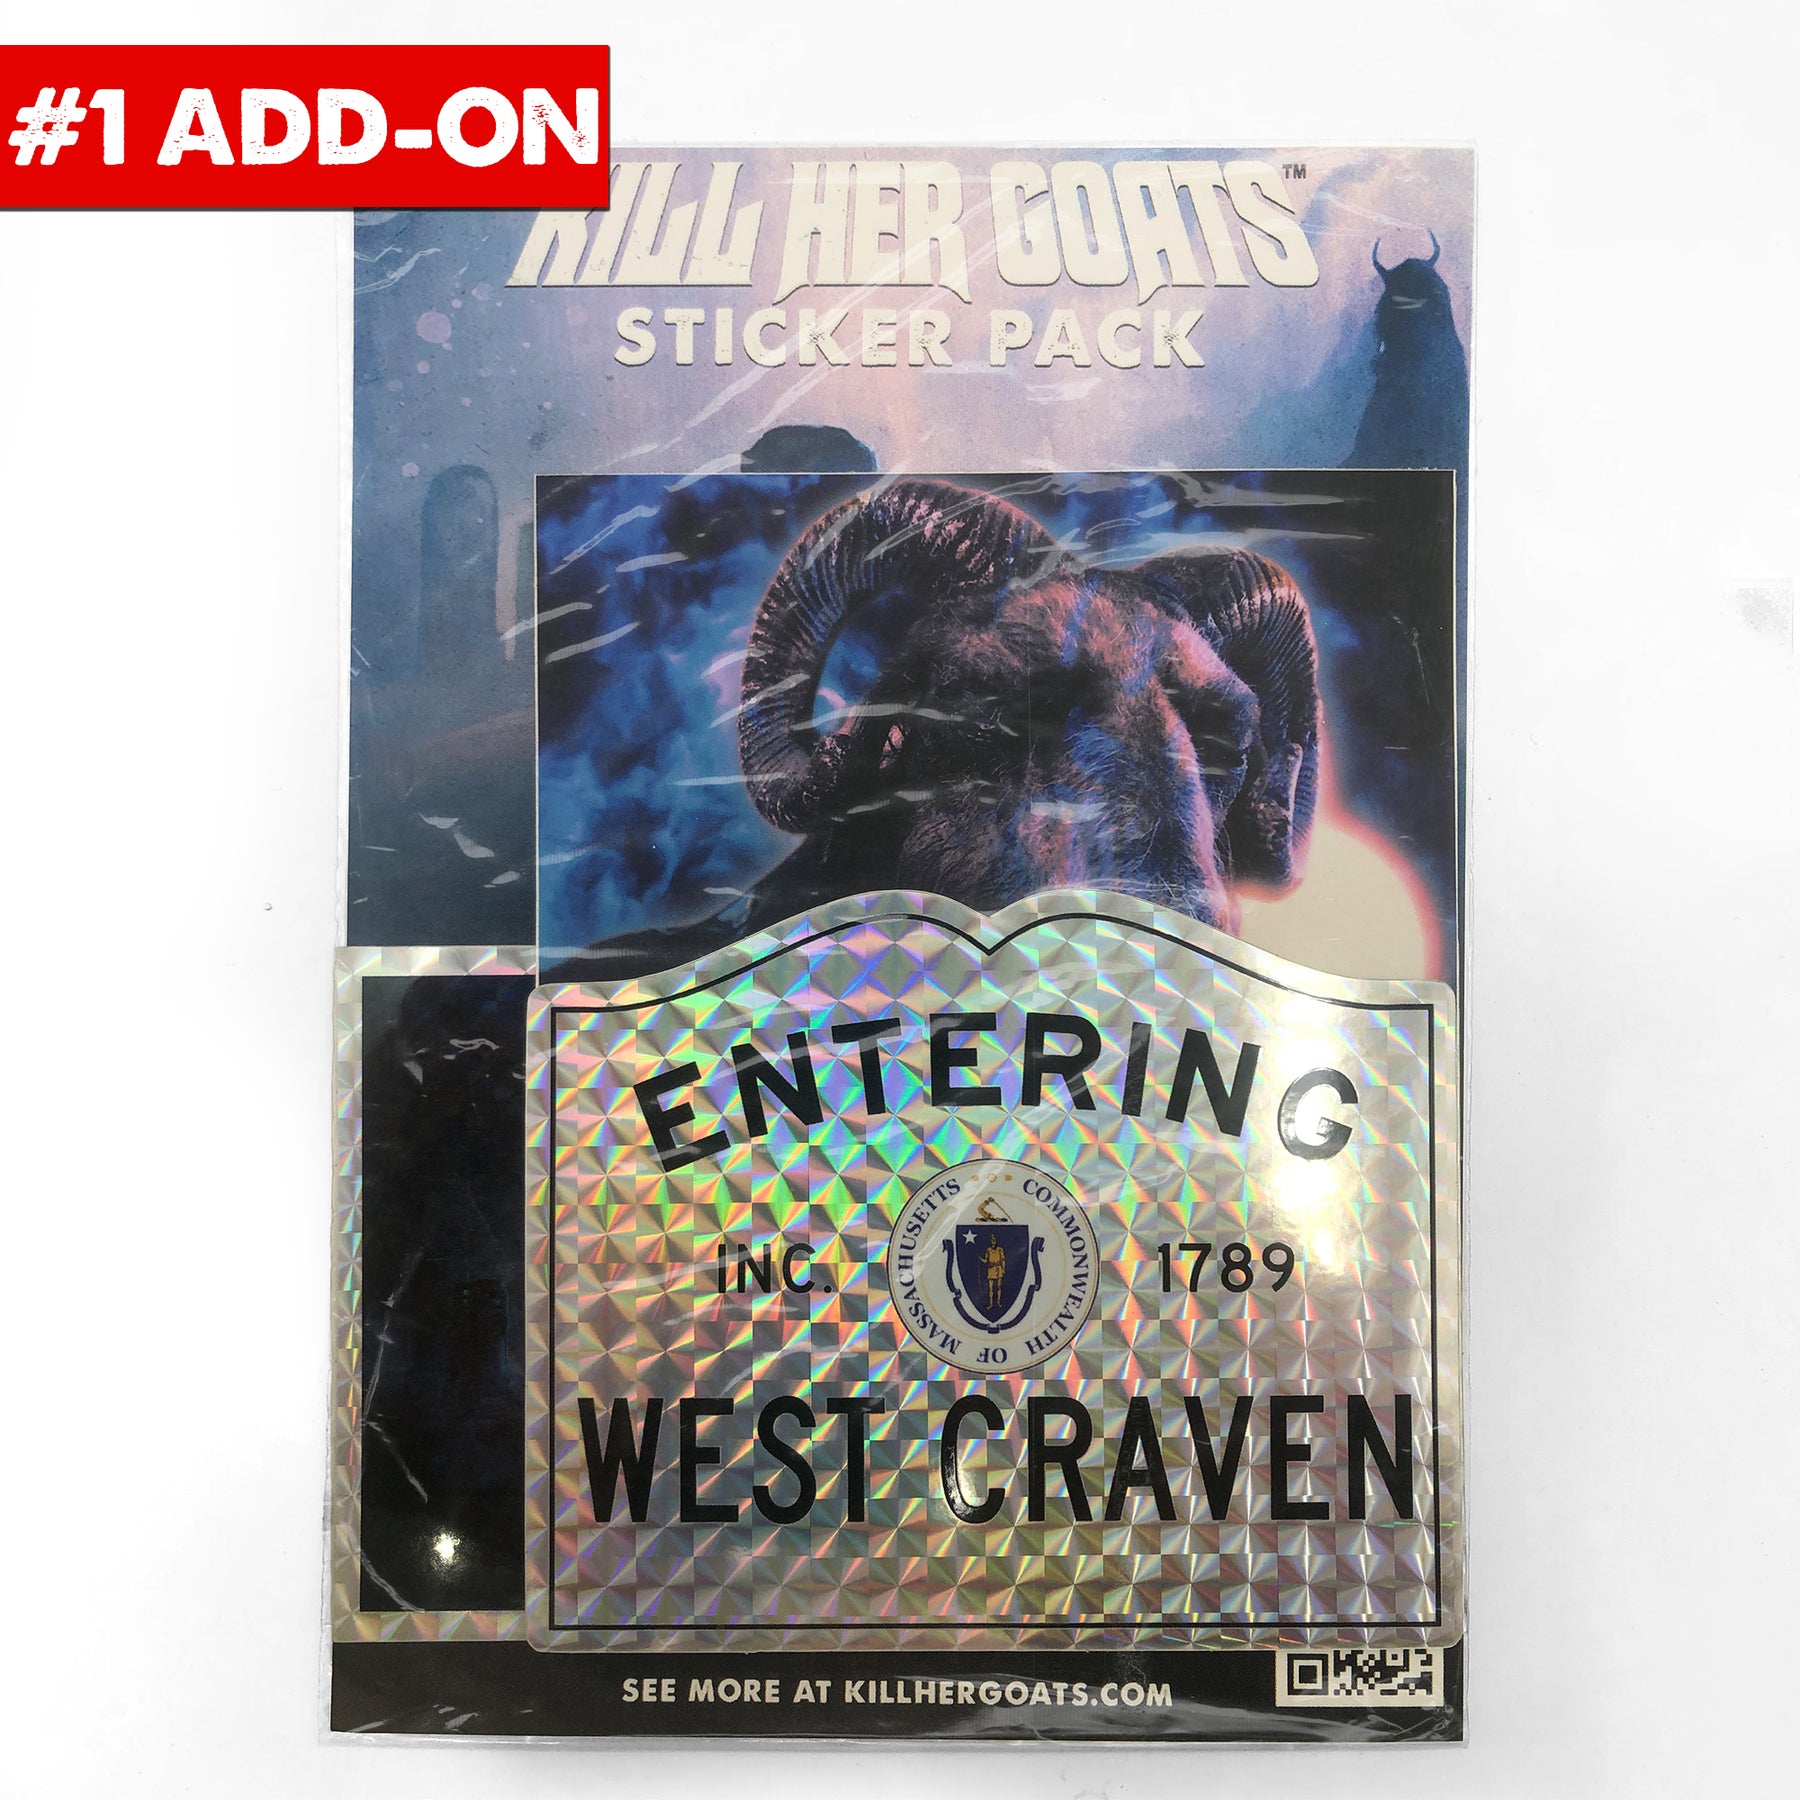 #1 ADD-ON
KILL HER GOATS™
STICKER PACK
ENTERING
MASSACHUSETTS
COMMONWEALTH OF
INC.
1789
WEST CRAVEN
SEE MORE AT KILLHERGOATS.COM